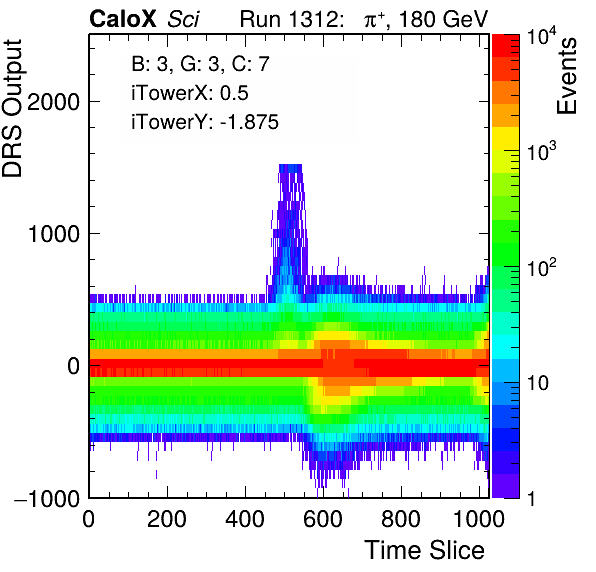 CaloX Sci Run 1312: π⁺, 180 GeV
B: 3, G: 3, C: 7
iTowerX: 0.5
iTowerY: -1.875
DRS Output
2000
1000
0
−1000
0 200 400 600 800 1000
Time Slice
Events
10⁴
10³
10²
10
1